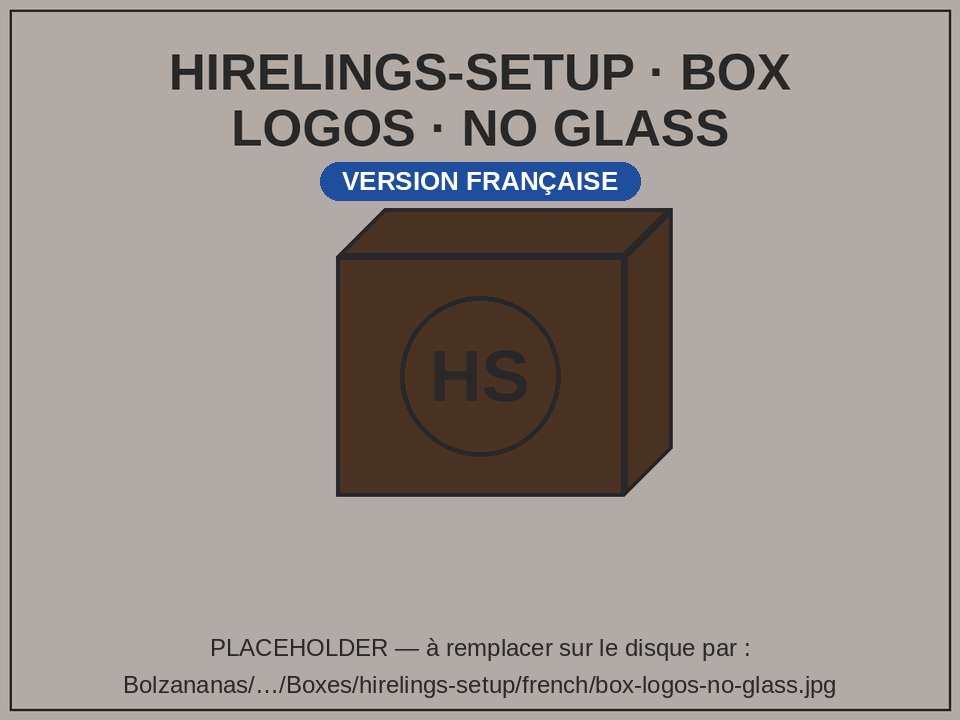 HIRELINGS-SETUP · BOX
LOGOS · NO GLASS
VERSION FRANÇAISE
HS
PLACEHOLDER — à remplacer sur le disque par :
Bolzananas/…/Boxes/hirelings-setup/french/box-logos-no-glass.jpg